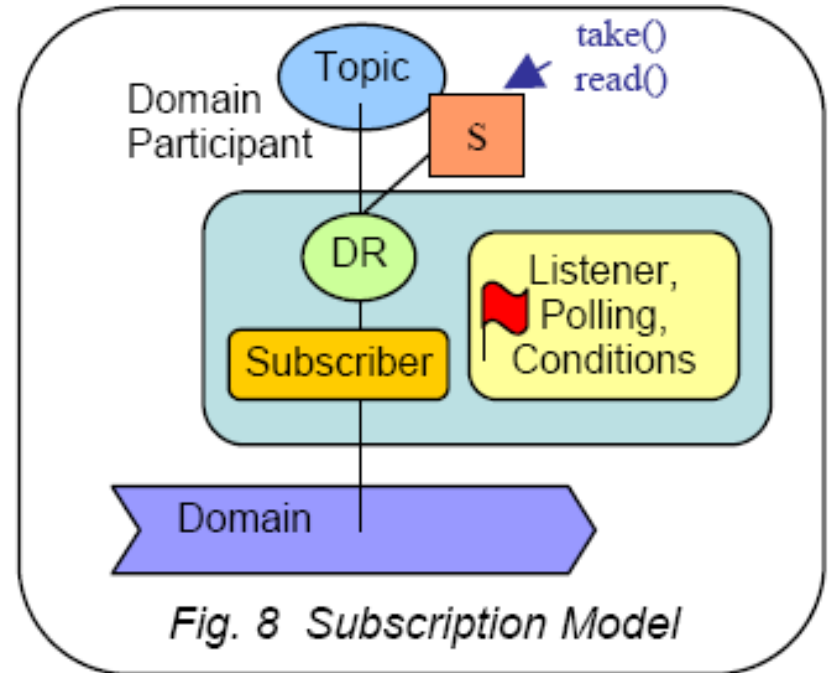 Topic
take()
read()
Domain
Participant
S
DR
Listener,
Polling,
Conditions
Subscriber
Domain
Fig. 8 Subscription Model